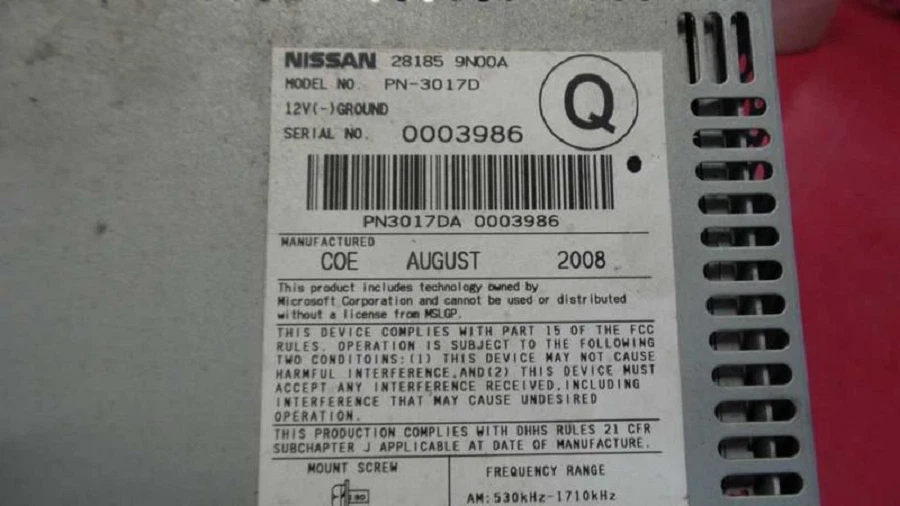 NISSAN 28185 9N00A
MODEL NO. PN-3017D
Q
12V(-)GROUND
SERIAL NO. 0003986
PN3017DA 0003986
MANUFACTURED
COE AUGUST 2008
This product includes technology owned by
Microsoft Corporation and cannot be used or distributed
without a license from MSLGP.
THIS DEVICE COMPLIES WITH PART 15 OF THE FCC
RULES. OPERATION IS SUBJECT TO THE FOLLOWING
TWO CONDITOINS:(1) THIS DEVICE MAY NOT CAUSE
HARMFUL INTERFERENCE,AND(2) THIS DEVICE MUST
ACCEPT ANY INTERFERENCE RECEIVED,INCLUDING
INTERFERENCE THAT MAY CAUSE UNDESIRED
OPERATION.
THIS PRODUCTION COMPLIES WITH DHHS RULES 21 CFR
SUBCHAPTER J APPLICABLE AT DATE OF MANUFACTURE.
MOUNT SCREW
FREQUENCY RANGE
AM:530kHz-1710kHz